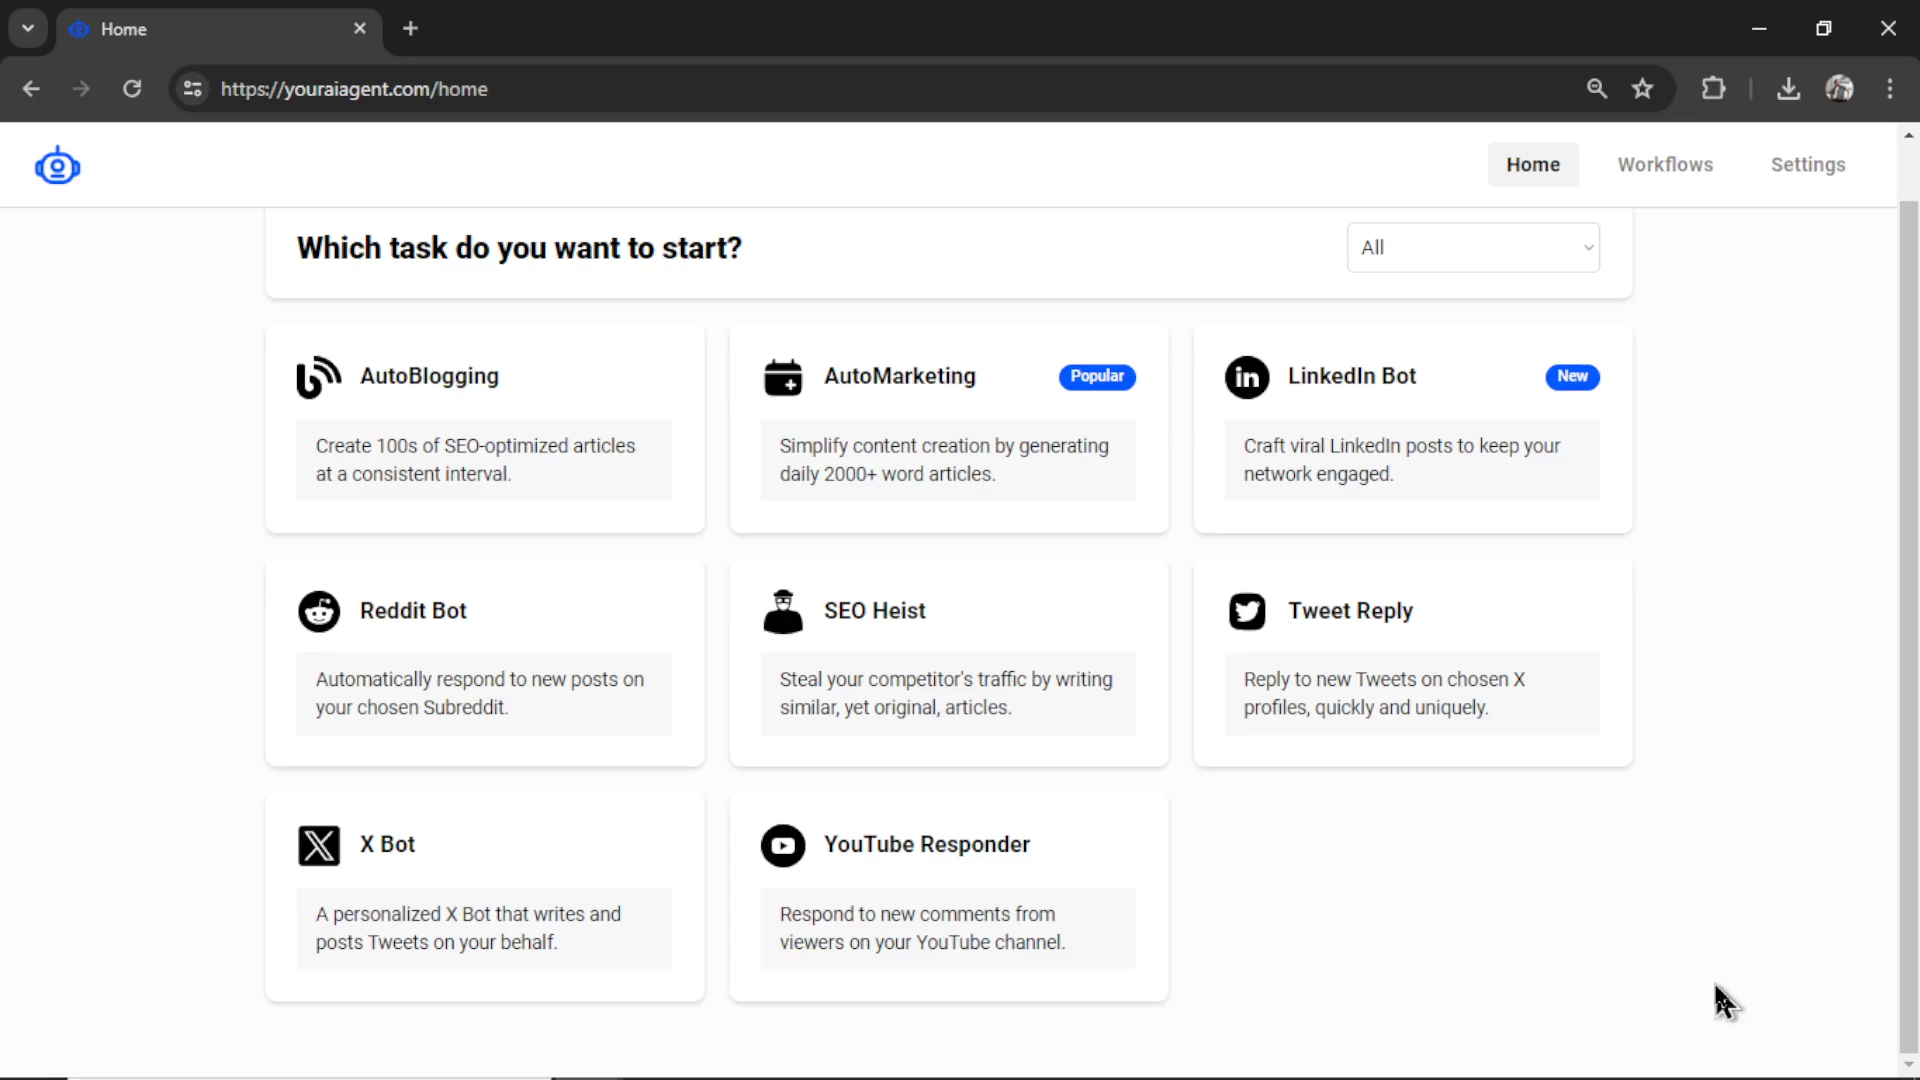 Home
https://youraiagent.com/home
Home
Workflows
Settings
Which task do you want to start?
All
AutoBlogging
Create 100s of SEO-optimized articles
at a consistent interval.
AutoMarketing
Popular
Simplify content creation by generating
daily 2000+ word articles.
LinkedIn Bot
New
Craft viral LinkedIn posts to keep your
network engaged.
Reddit Bot
Automatically respond to new posts on
your chosen Subreddit.
SEO Heist
Steal your competitor's traffic by writing
similar, yet original, articles.
Tweet Reply
Reply to new Tweets on chosen X
profiles, quickly and uniquely.
X Bot
A personalized X Bot that writes and
posts Tweets on your behalf.
YouTube Responder
Respond to new comments from
viewers on your YouTube channel.